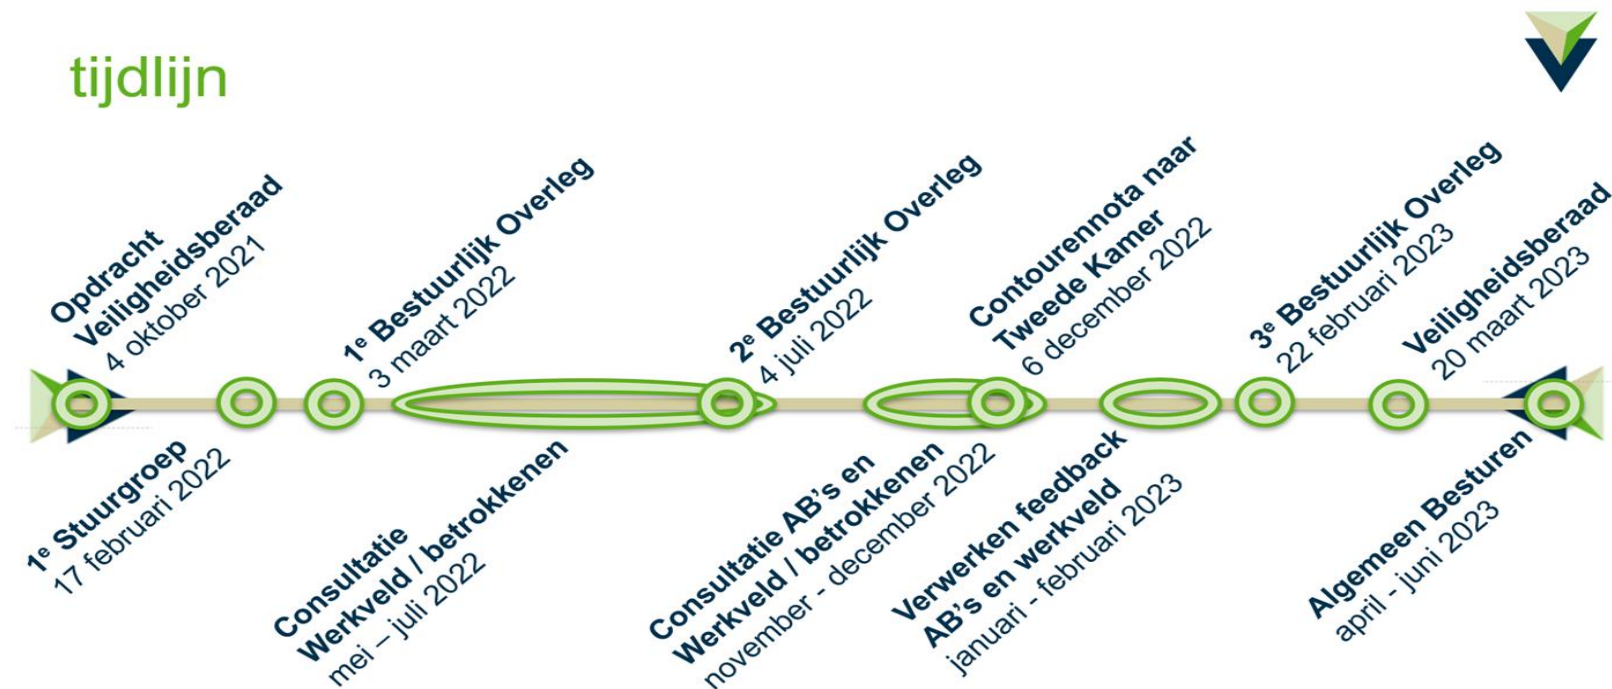 tijdlijn
Opdracht
Veiligheidsberaad
4 oktober 2021
1e Bestuurlijk Overleg
3 maart 2022
2e Bestuurlijk Overleg
4 juli 2022
Contourennota naar
Tweede Kamer
6 december 2022
3e Bestuurlijk Overleg
22 februari 2023
Veiligheidsberaad
20 maart 2023
1e Stuurgroep
17 februari 2022
Consultatie
Werkveld / betrokkenen
mei – juli 2022
Consultatie AB’s en
Werkveld / betrokkenen
november - december 2022
Verwerken feedback
AB’s en werkveld
januari - februari 2023
Algemeen Besturen
april - juni 2023